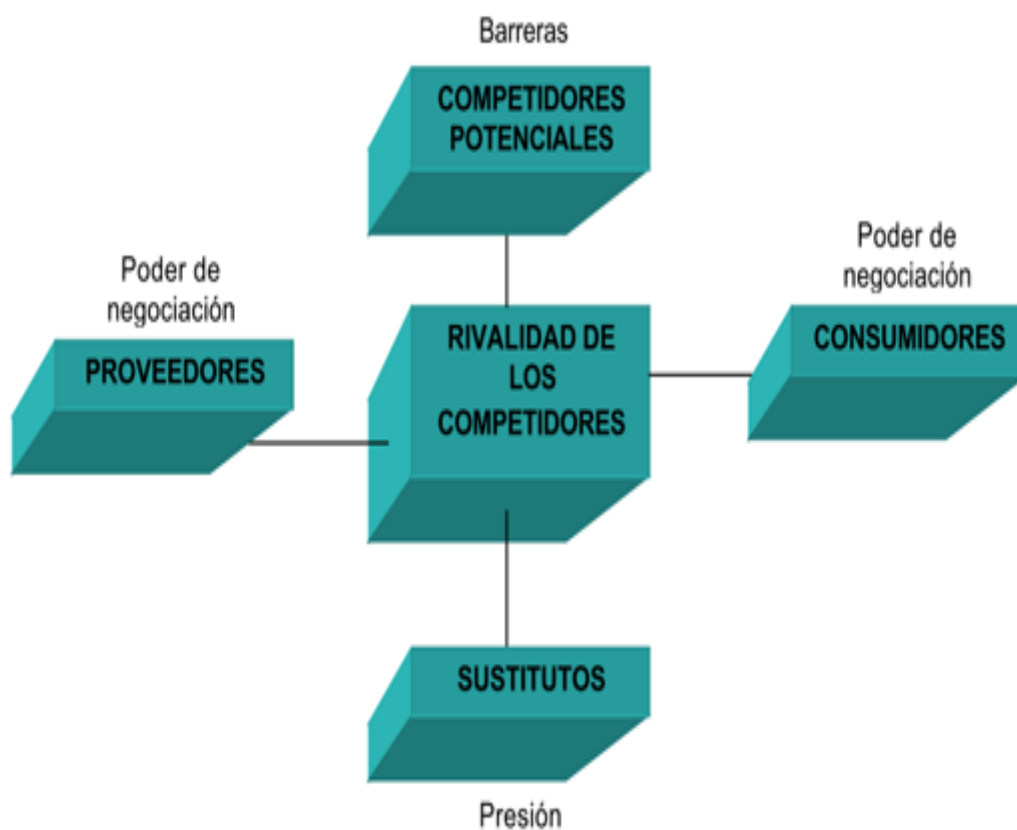 Barreras
COMPETIDORES
POTENCIALES
Poder de
negociación
PROVEEDORES
RIVALIDAD DE
LOS
COMPETIDORES
Poder de
negociación
CONSUMIDORES
SUSTITUTOS
Presión